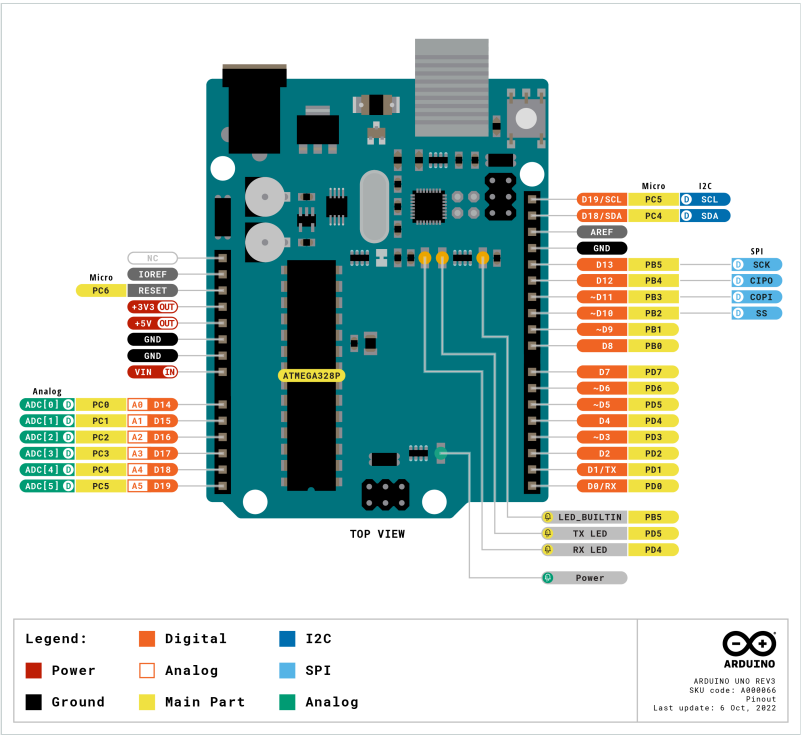 Micro I2C
D19/SCL PC5 D SCL
D18/SDA PC4 D SDA
AREF
GND
SPI
D13 PB5 D SCK
D12 PB4 D CIPO
~D11 PB3 D COPI
~D10 PB2 D SS
~D9 PB1
D8 PB0
D7 PD7
~D6 PD6
~D5 PD5
D4 PD4
~D3 PD3
D2 PD2
D1/TX PD1
D0/RX PD0
NC
IOREF
Micro
PC6 RESET
+3V3 OUT
+5V OUT
GND
GND
VIN IN
Analog
ADC[0] D PC0 A0 D14
ADC[1] D PC1 A1 D15
ADC[2] D PC2 A2 D16
ADC[3] D PC3 A3 D17
ADC[4] D PC4 A4 D18
ADC[5] D PC5 A5 D19
ATMEGA328P
LED_BUILTIN PB5
TX LED PD5
RX LED PD4
Power
TOP VIEW
Legend:
Power
Ground
Digital
Analog
Main Part
I2C
SPI
Analog
ARDUINO
ARDUINO UNO REV3
SKU code: A000066
Pinout
Last update: 6 Oct, 2022